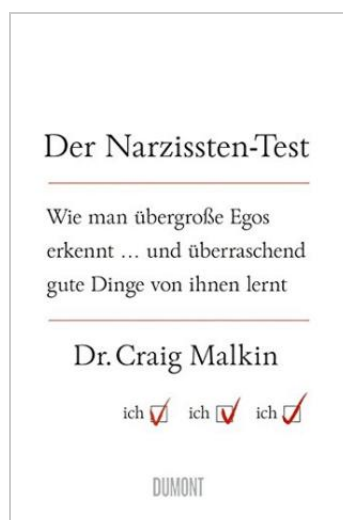 Der Narzissten-Test
Wie man übergroße Egos
erkennt ... und überraschend
gute Dinge von ihnen lernt
Dr. Craig Malkin
ich ich ich
DUMONT